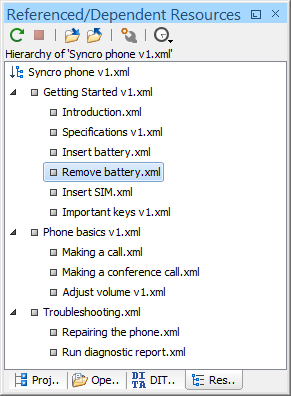 Referenced/Dependent Resources
Hierarchy of 'Syncro phone v1.xml'
Syncro phone v1.xml
Getting Started v1.xml
Introduction.xml
Specifications v1.xml
Insert battery.xml
Remove battery.xml
Insert SIM.xml
Important keys v1.xml
Phone basics v1.xml
Making a call.xml
Making a conference call.xml
Adjust volume v1.xml
Troubleshooting.xml
Repairing the phone.xml
Run diagnostic report.xml
Proj.. Ope.. DITA DIT.. Res..